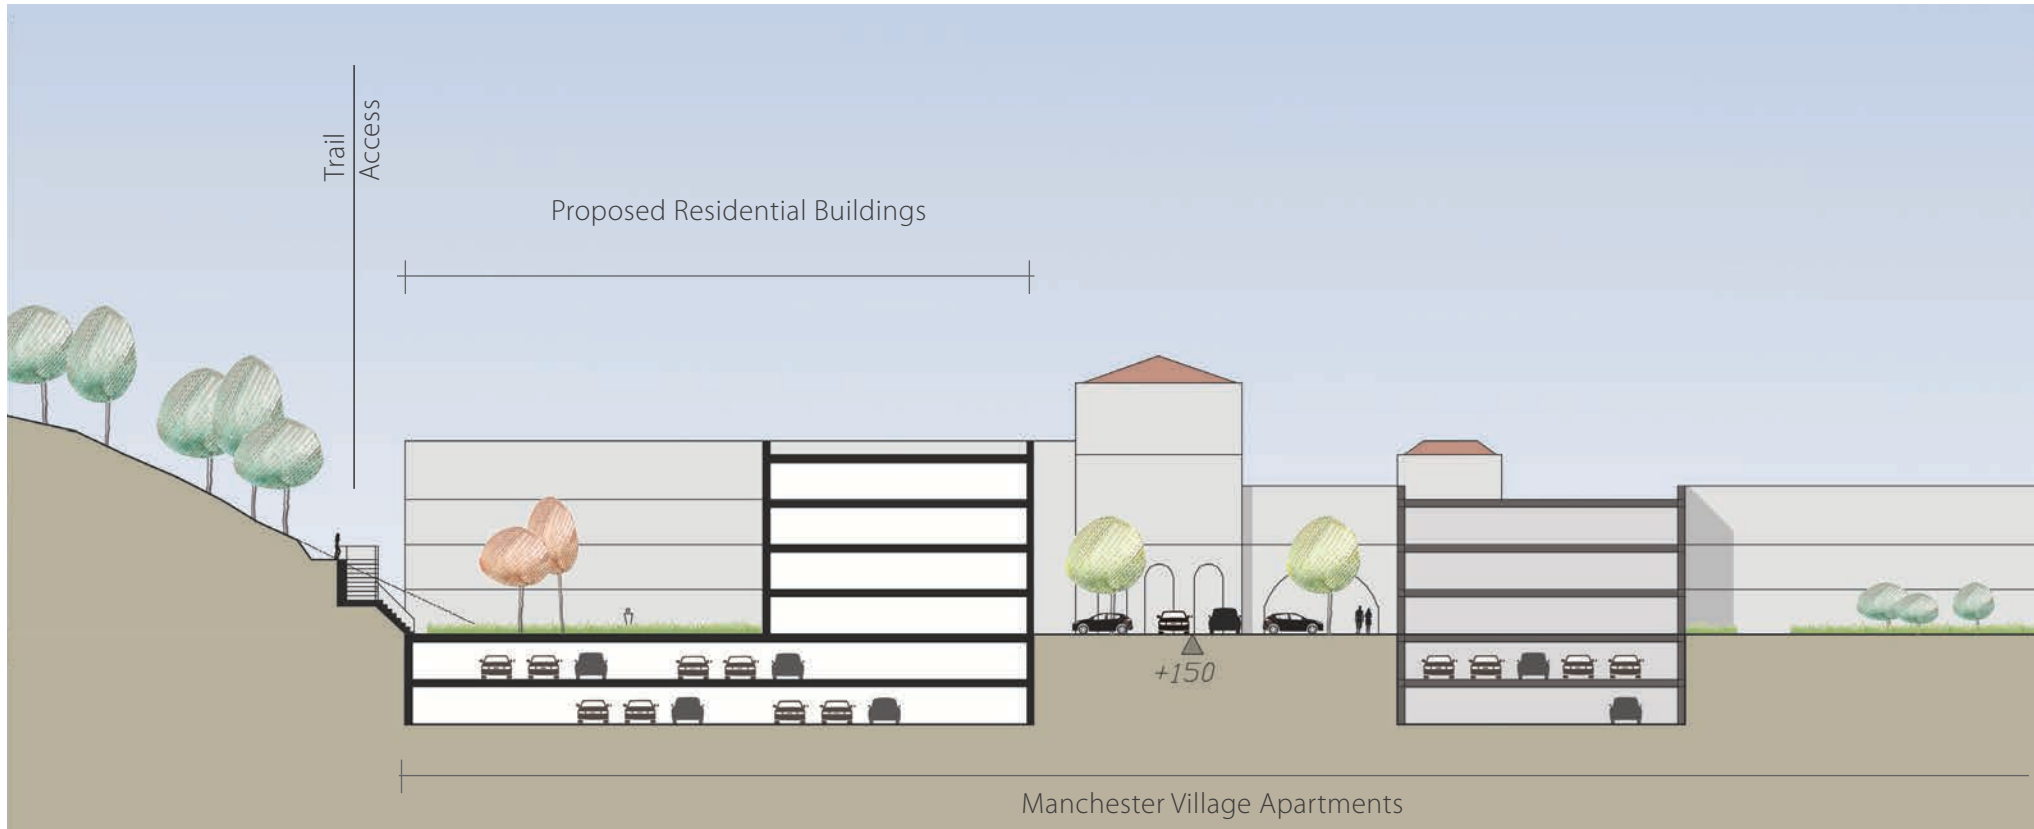 Trail
Access
Proposed Residential Buildings
+150
Manchester Village Apartments